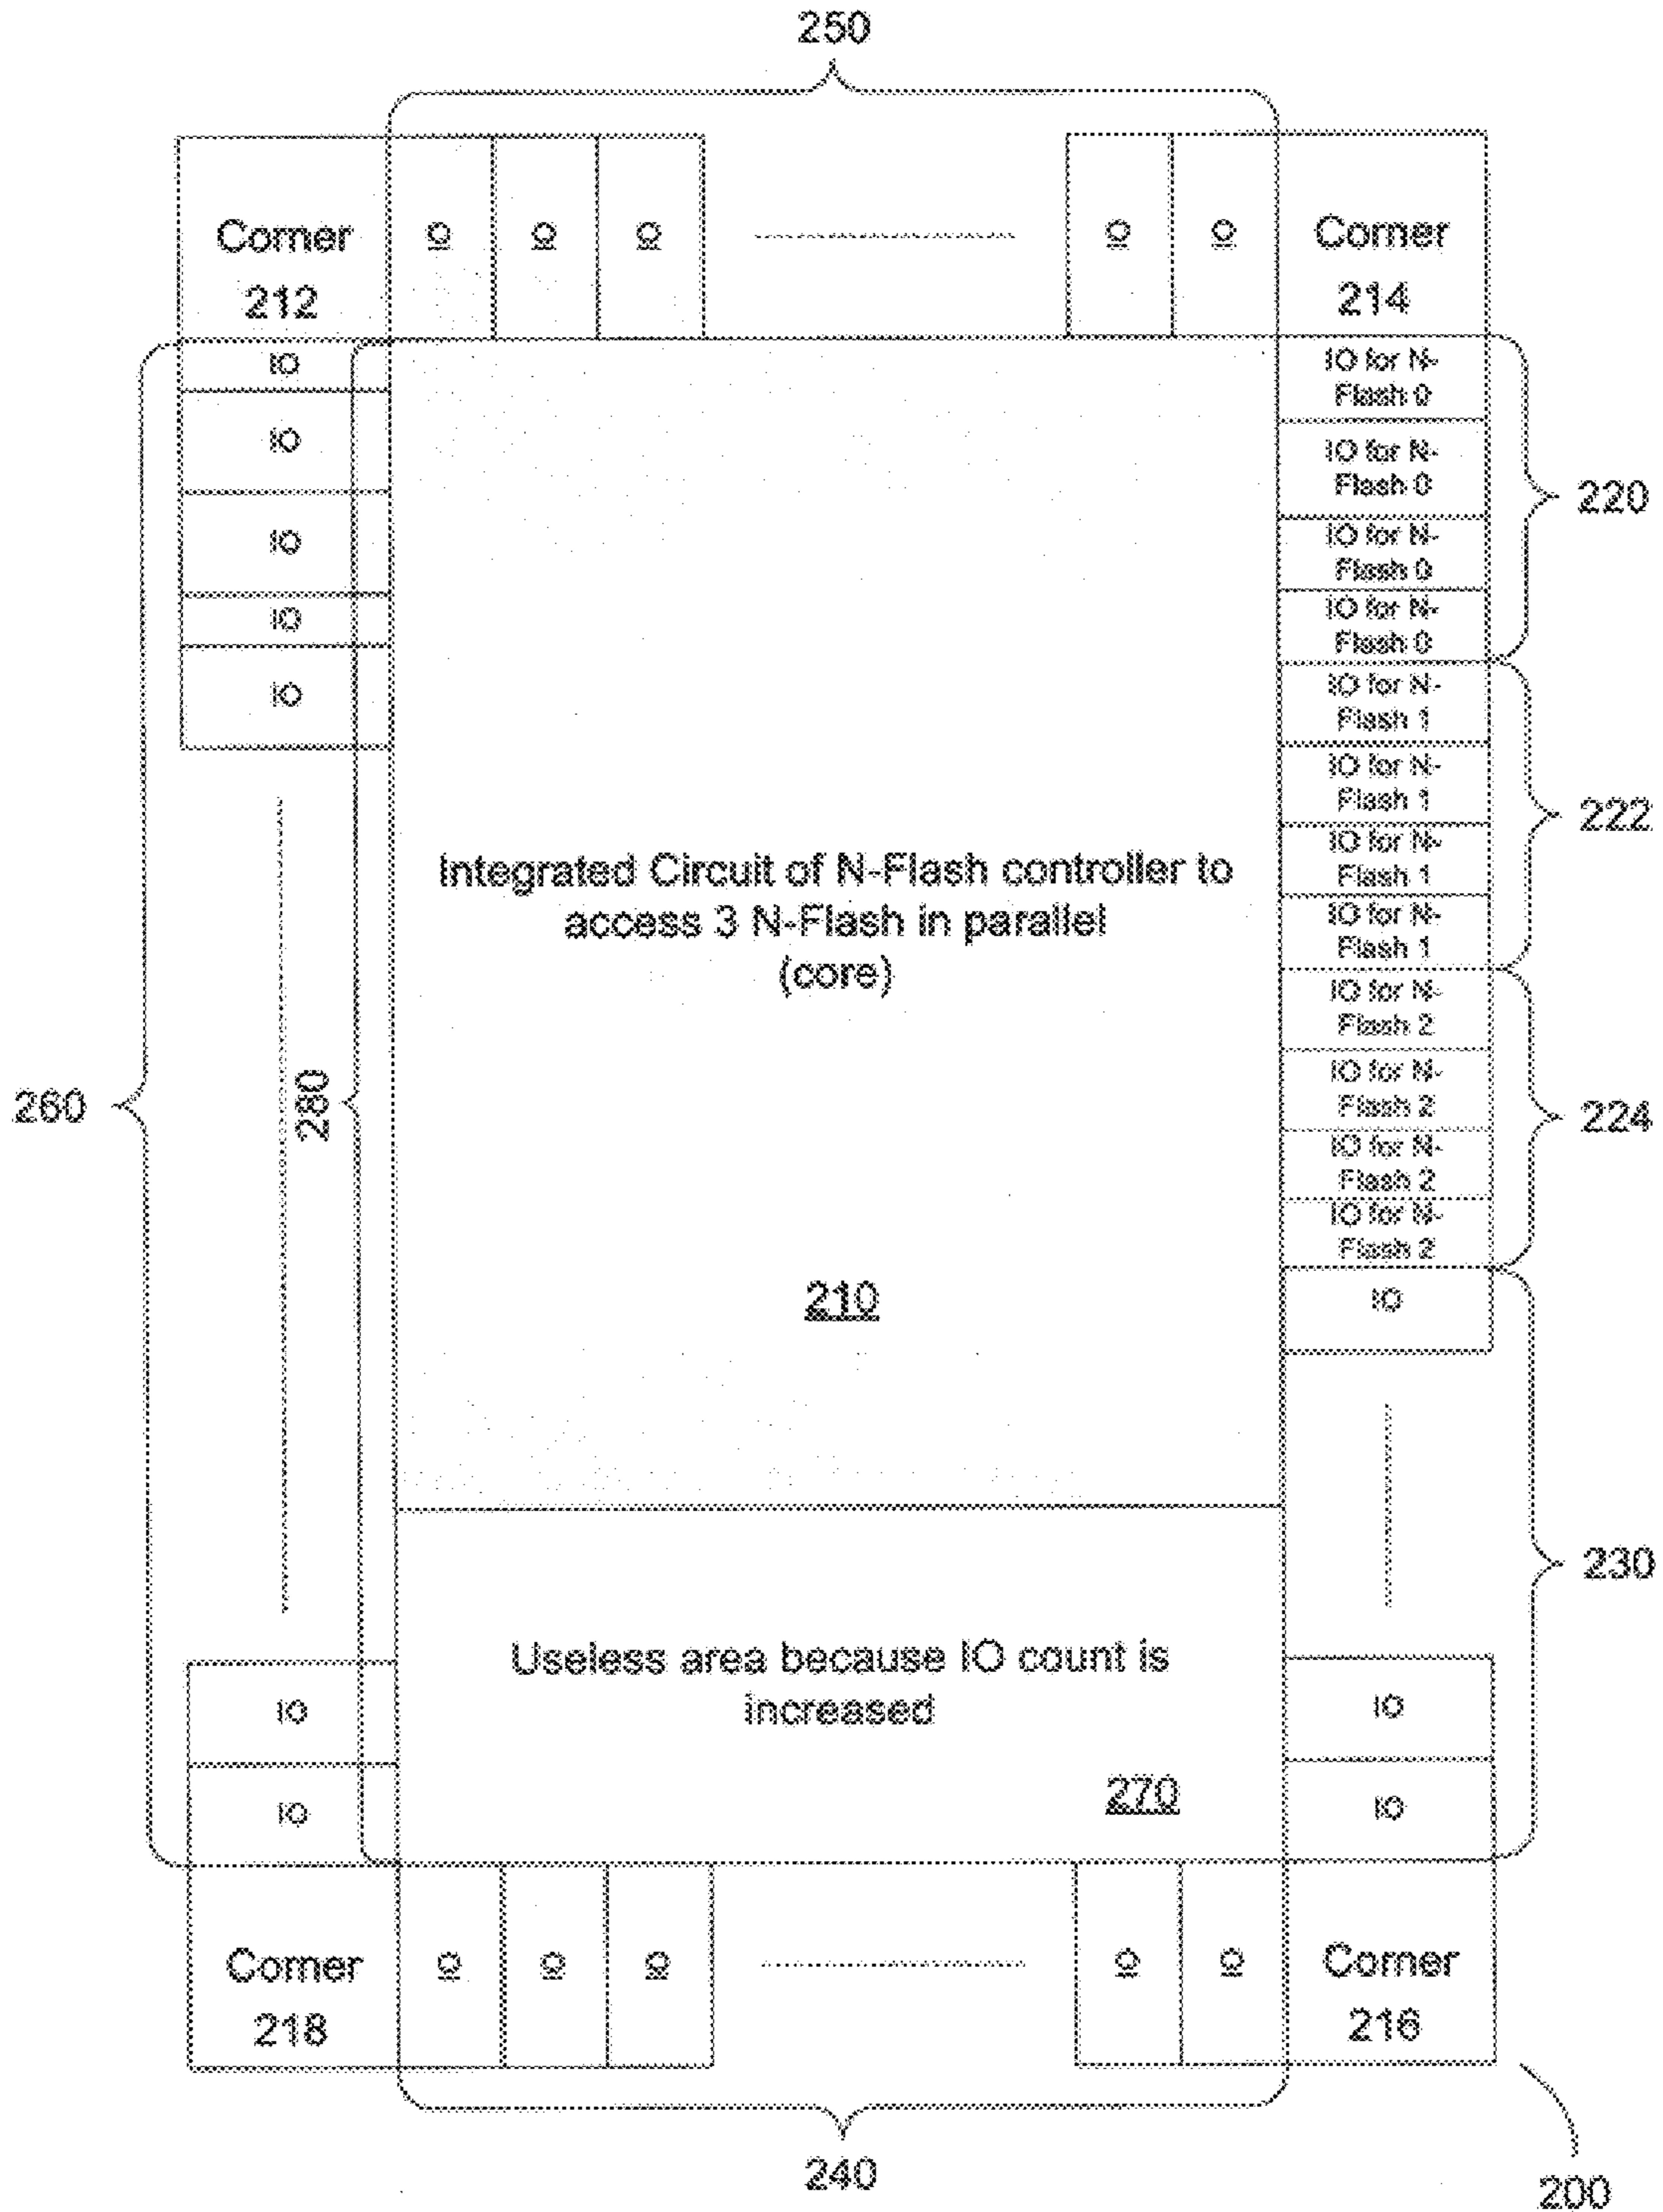 250
Corner
212
IO
IO
IO
IO
IO
Corner
214
IO
IO
IO
IO
IO
IO for N-
Flash 0
IO for N-
Flash 0
IO for N-
Flash 0
IO for N-
Flash 0
220
IO for N-
Flash 1
IO for N-
Flash 1
IO for N-
Flash 1
IO for N-
Flash 1
222
Integrated Circuit of N-Flash controller to
access 3 N-Flash in parallel
(core)
210
IO for N-
Flash 2
IO for N-
Flash 2
IO for N-
Flash 2
IO for N-
Flash 2
224
260
280
IO
230
Useless area because IO count is
increased
270
IO
IO
IO
IO
Corner
218
IO
IO
IO
IO
IO
Corner
216
240
200